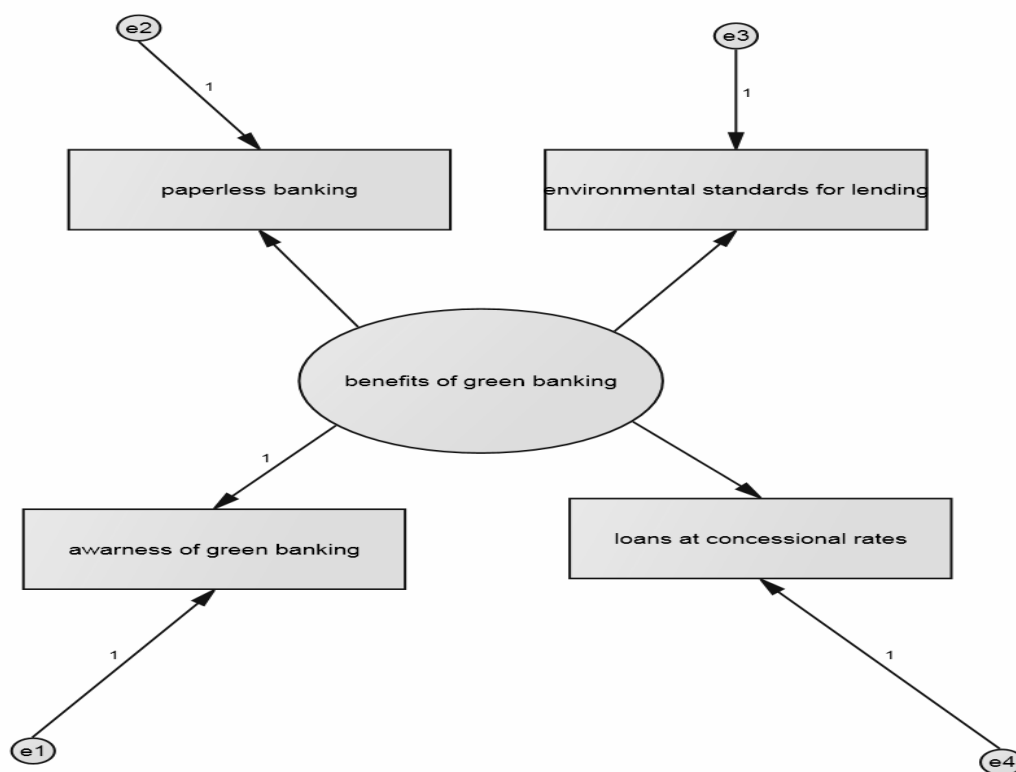 e2
e3
1
1
paperless banking
environmental standards for lending
benefits of green banking
1
awarness of green banking
loans at concessional rates
1
1
e1
e4